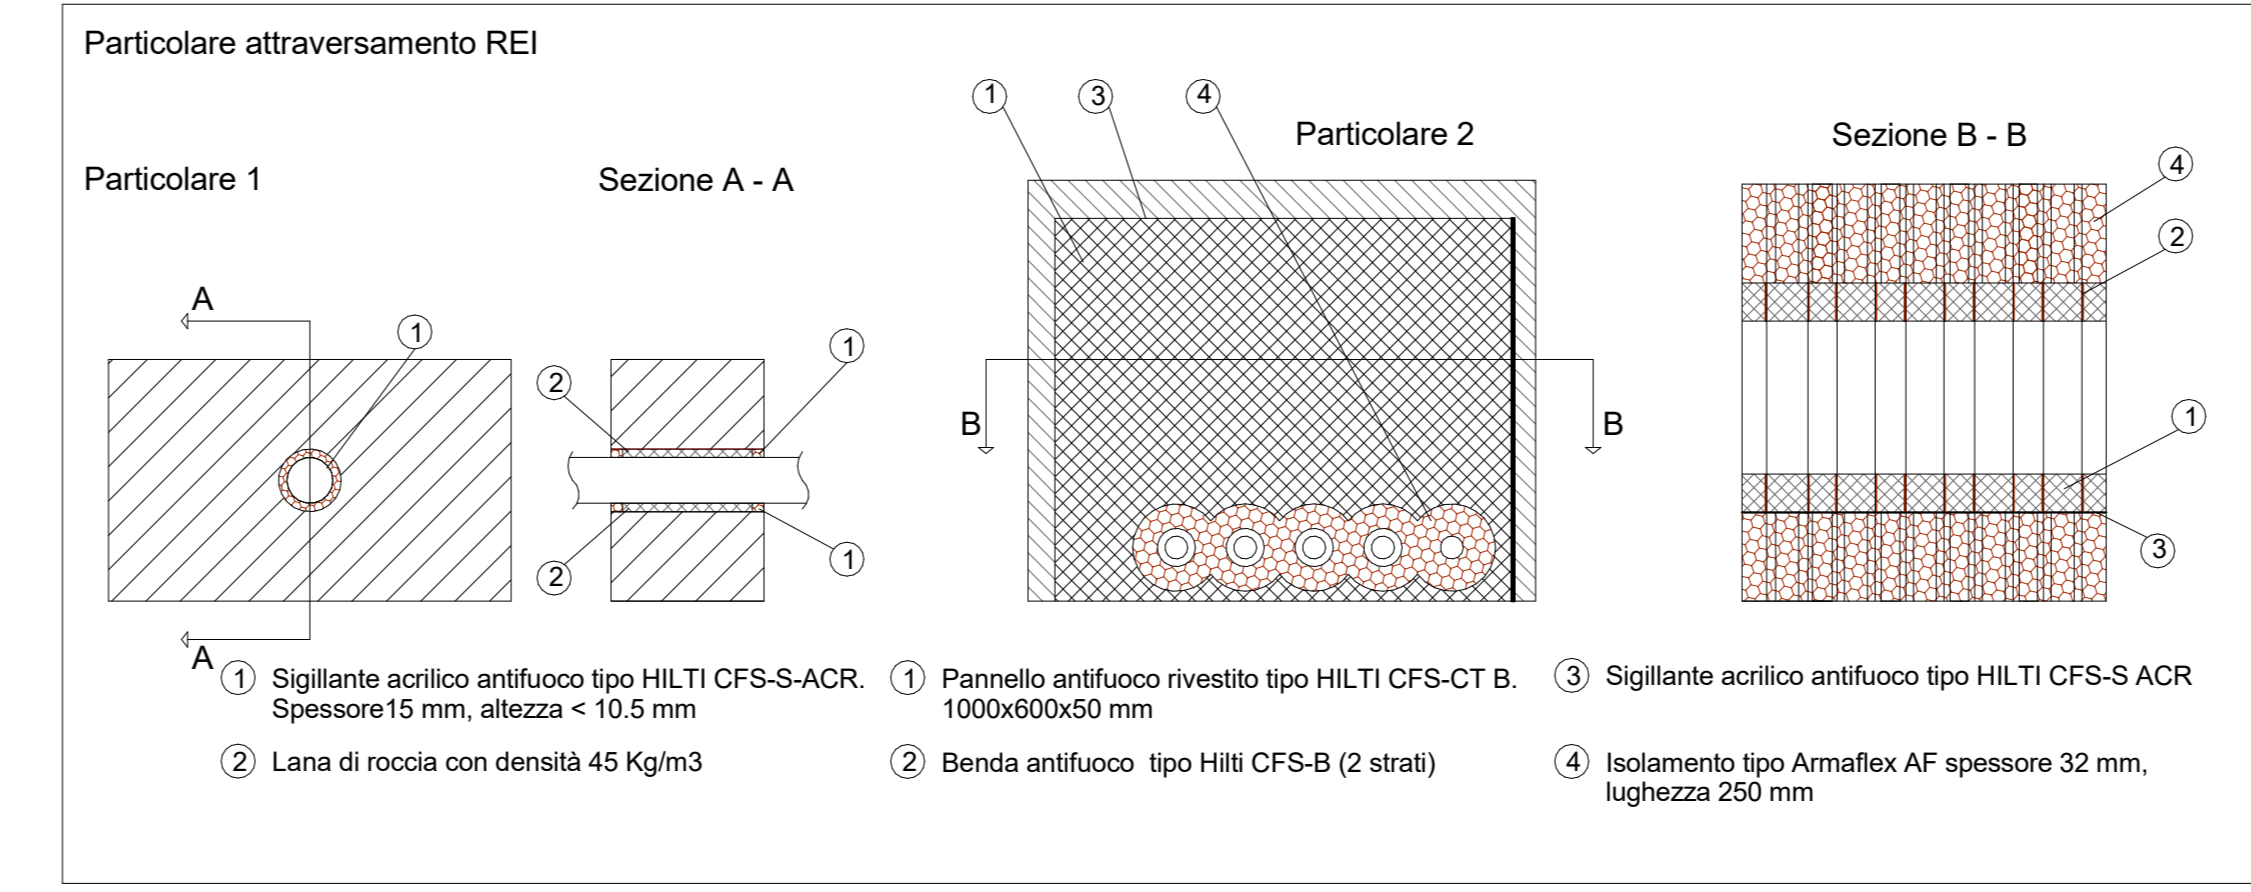 Particolare attraversamento REI
1
3
4
Particolare 2
Sezione B - B
Particolare 1
Sezione A - A
4
2
A
1
1
2
B
B
1
2
1
3
A
1 Sigillante acrilico antifuoco tipo HILTI CFS-S-ACR.
Spessore15 mm, altezza < 10.5 mm
2 Lana di roccia con densità 45 Kg/m3
1 Pannello antifuoco rivestito tipo HILTI CFS-CT B.
1000x600x50 mm
2 Benda antifuoco tipo Hilti CFS-B (2 strati)
3 Sigillante acrilico antifuoco tipo HILTI CFS-S ACR
4 Isolamento tipo Armaflex AF spessore 32 mm,
lughezza 250 mm